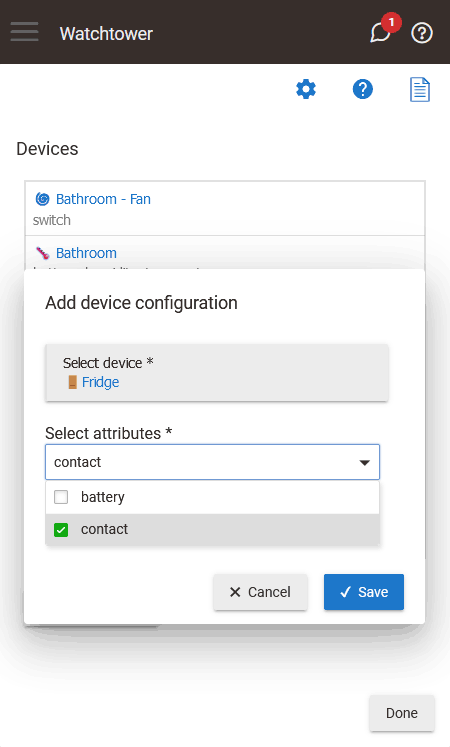 Watchtower
1
Devices
Bathroom - Fan
switch
Bathroom
Add device configuration
Select device *
Fridge
Select attributes *
contact
battery
contact
Cancel
Save
Done